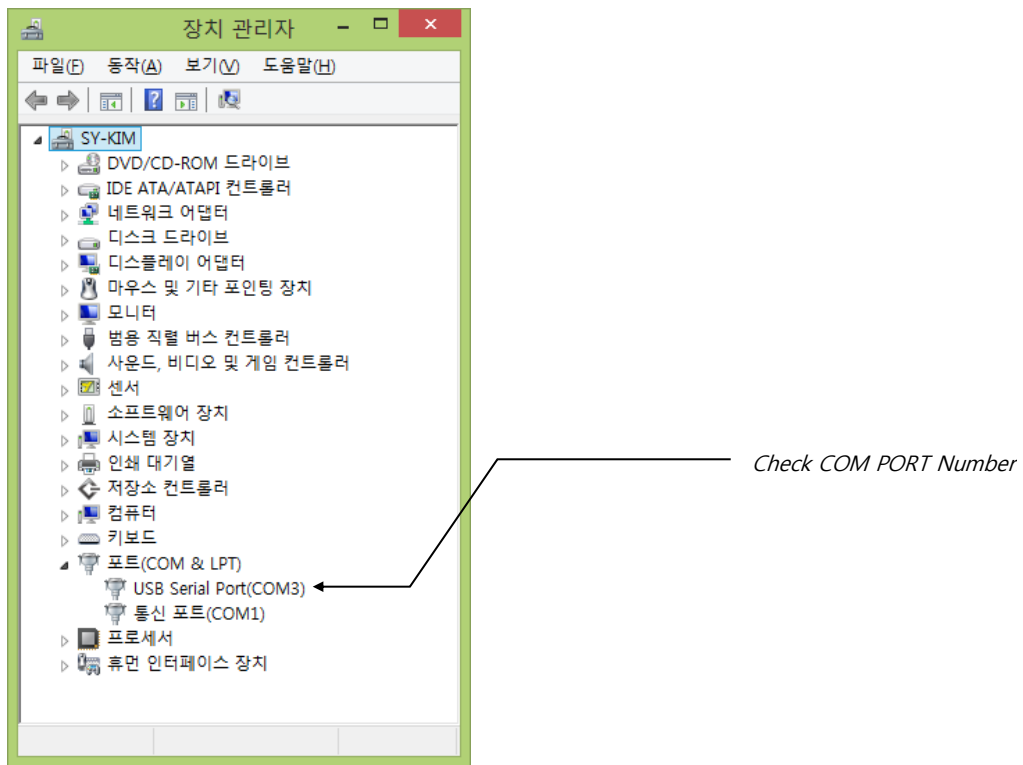 장치 관리자
파일(F) 동작(A) 보기(V) 도움말(H)
SY-KIM
DVD/CD-ROM 드라이브
IDE ATA/ATAPI 컨트롤러
네트워크 어댑터
디스크 드라이브
디스플레이 어댑터
마우스 및 기타 포인팅 장치
모니터
범용 직렬 버스 컨트롤러
사운드, 비디오 및 게임 컨트롤러
센서
소프트웨어 장치
시스템 장치
인쇄 대기열
저장소 컨트롤러
컴퓨터
키보드
포트(COM & LPT)
USB Serial Port(COM3)
통신 포트(COM1)
프로세서
휴먼 인터페이스 장치
Check COM PORT Number